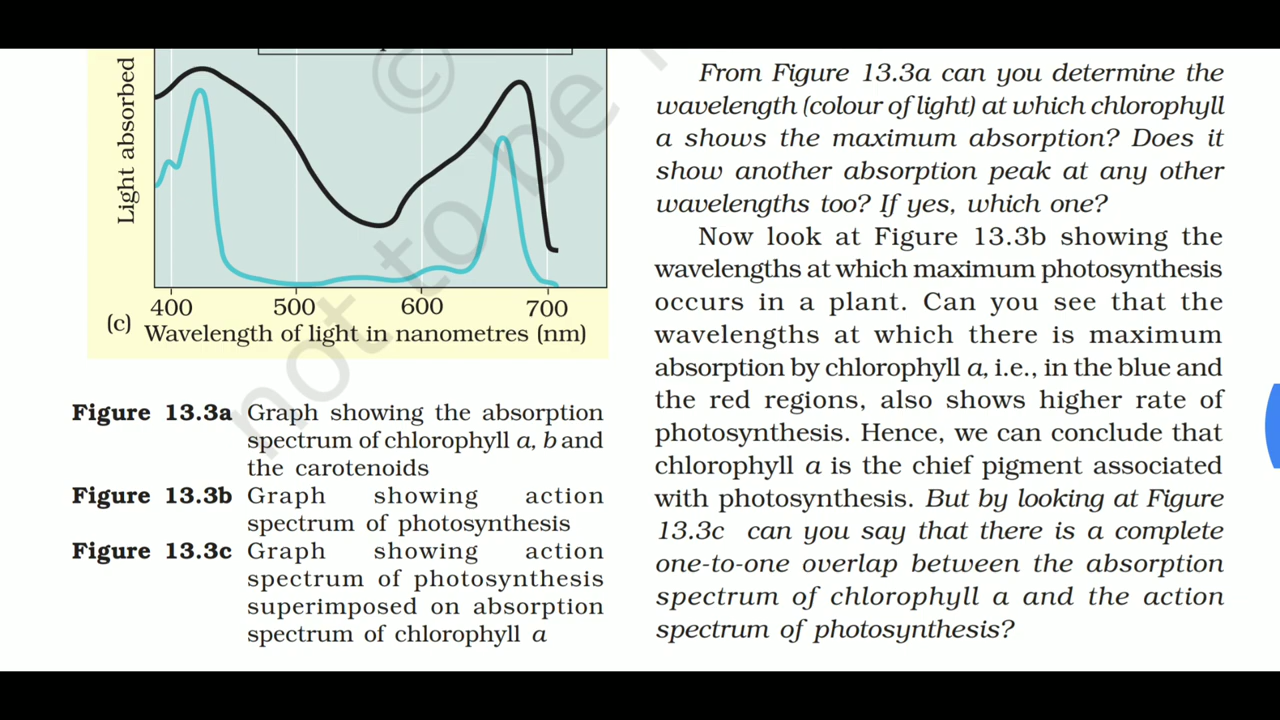 Light absorbed
400 500 600 700
(c) Wavelength of light in nanometres (nm)
Figure 13.3a Graph showing the absorption
spectrum of chlorophyll a, b and
the carotenoids
Figure 13.3b Graph showing action
spectrum of photosynthesis
Figure 13.3c Graph showing action
spectrum of photosynthesis
superimposed on absorption
spectrum of chlorophyll a
From Figure 13.3a can you determine the
wavelength (colour of light) at which chlorophyll
a shows the maximum absorption? Does it
show another absorption peak at any other
wavelengths too? If yes, which one?
Now look at Figure 13.3b showing the
wavelengths at which maximum photosynthesis
occurs in a plant. Can you see that the
wavelengths at which there is maximum
absorption by chlorophyll a, i.e., in the blue and
the red regions, also shows higher rate of
photosynthesis. Hence, we can conclude that
chlorophyll a is the chief pigment associated
with photosynthesis. But by looking at Figure
13.3c can you say that there is a complete
one-to-one overlap between the absorption
spectrum of chlorophyll a and the action
spectrum of photosynthesis?
©
not to be